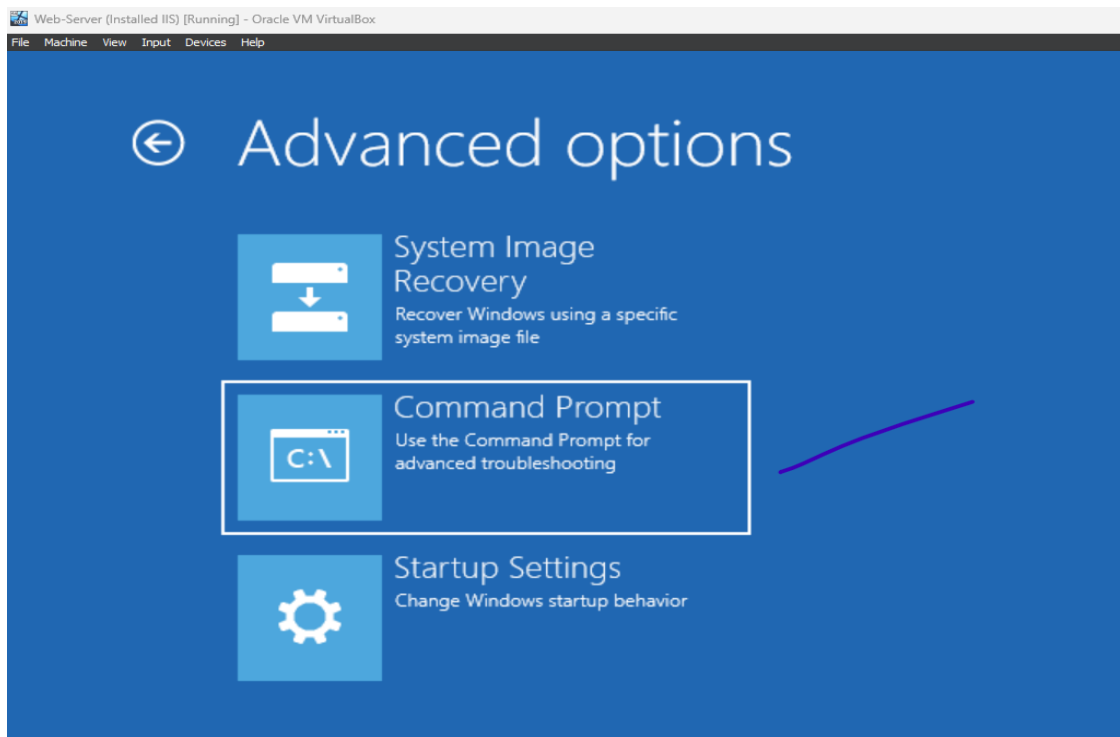 Web-Server (Installed IIS) [Running] - Oracle VM VirtualBox
File Machine View Input Devices Help
Advanced options
System Image
Recovery
Recover Windows using a specific
system image file
Command Prompt
Use the Command Prompt for
advanced troubleshooting
C:\
Startup Settings
Change Windows startup behavior